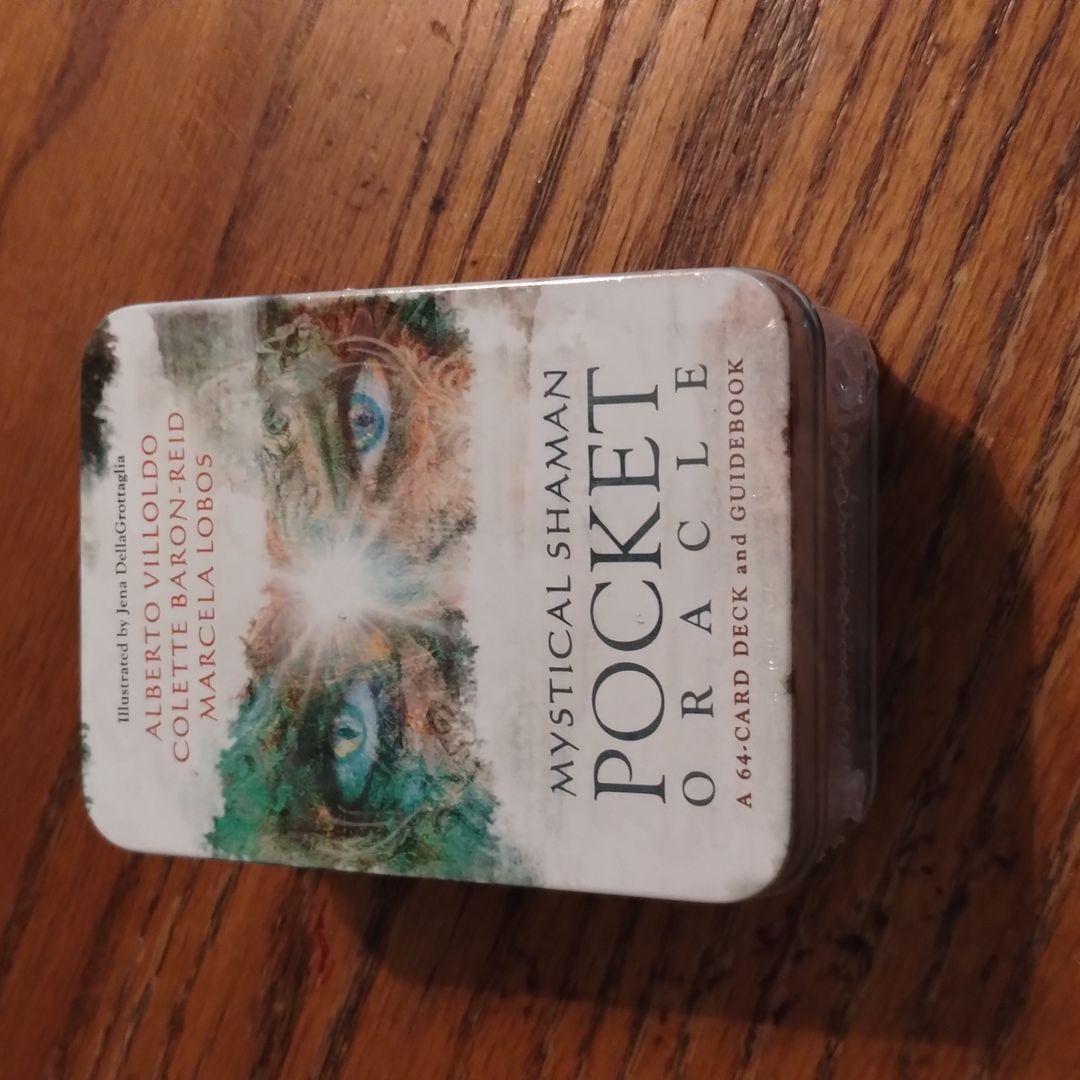 Illustrated by Jena DellaGrottaglia
ALBERTO VILLOLDO
COLETTE BARON-REID
MARCELA LOBOS
MYSTICAL SHAMAN
POCKET
ORACLE
A 64-CARD DECK and GUIDEBOOK